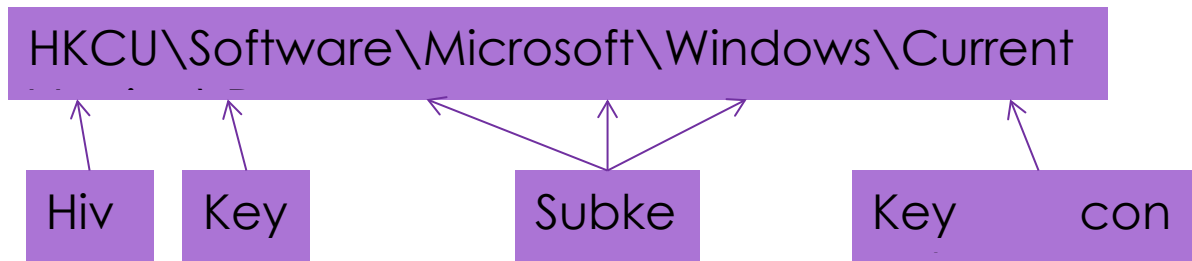 HKCU\Software\Microsoft\Windows\Current
Hiv
Key
Subke
Key con